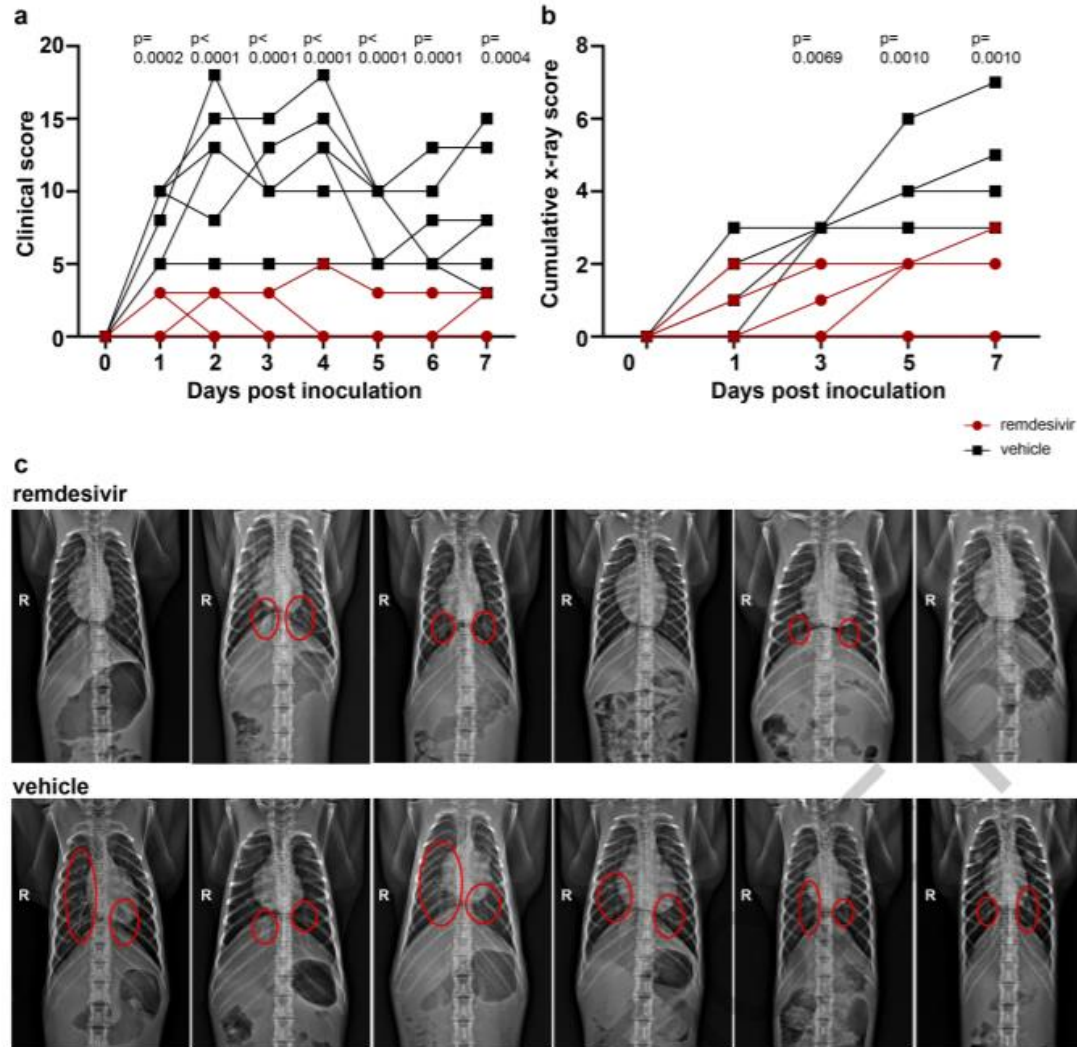 a
p= p< p< p< p< p= p=
0.0002 0.0001 0.0001 0.0001 0.0001 0.0001 0.0004
20
15
10
5
0
Clinical score
0 1 2 3 4 5 6 7
Days post inoculation
b
p= p= p=
0.0069 0.0010 0.0010
8
6
4
2
0
Cumulative x-ray score
0 1 3 5 7
Days post inoculation
remdesivir
vehicle
c
remdesivir
R R R R R R
vehicle
R R R R R R